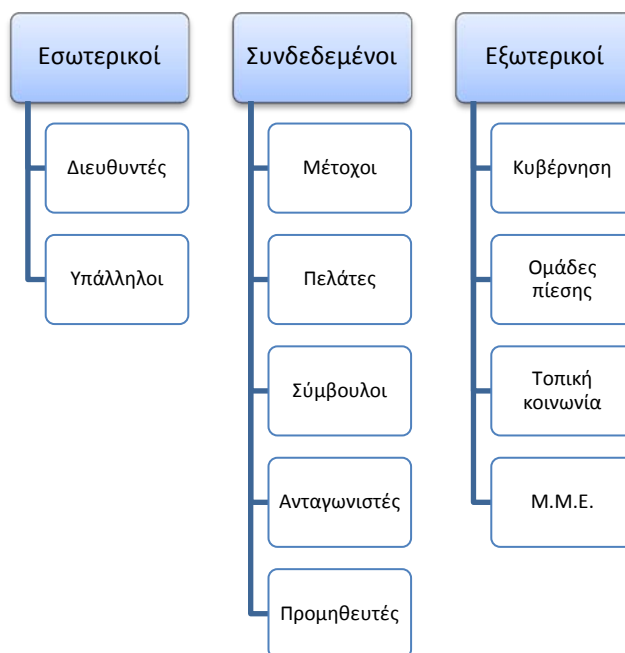 Εσωτερικοί
Διευθυντές
Υπάλληλοι
Συνδεδεμένοι
Μέτοχοι
Πελάτες
Σύμβουλοι
Ανταγωνιστές
Προμηθευτές
Εξωτερικοί
Κυβέρνηση
Ομάδες
πίεσης
Τοπική
κοινωνία
Μ.Μ.Ε.